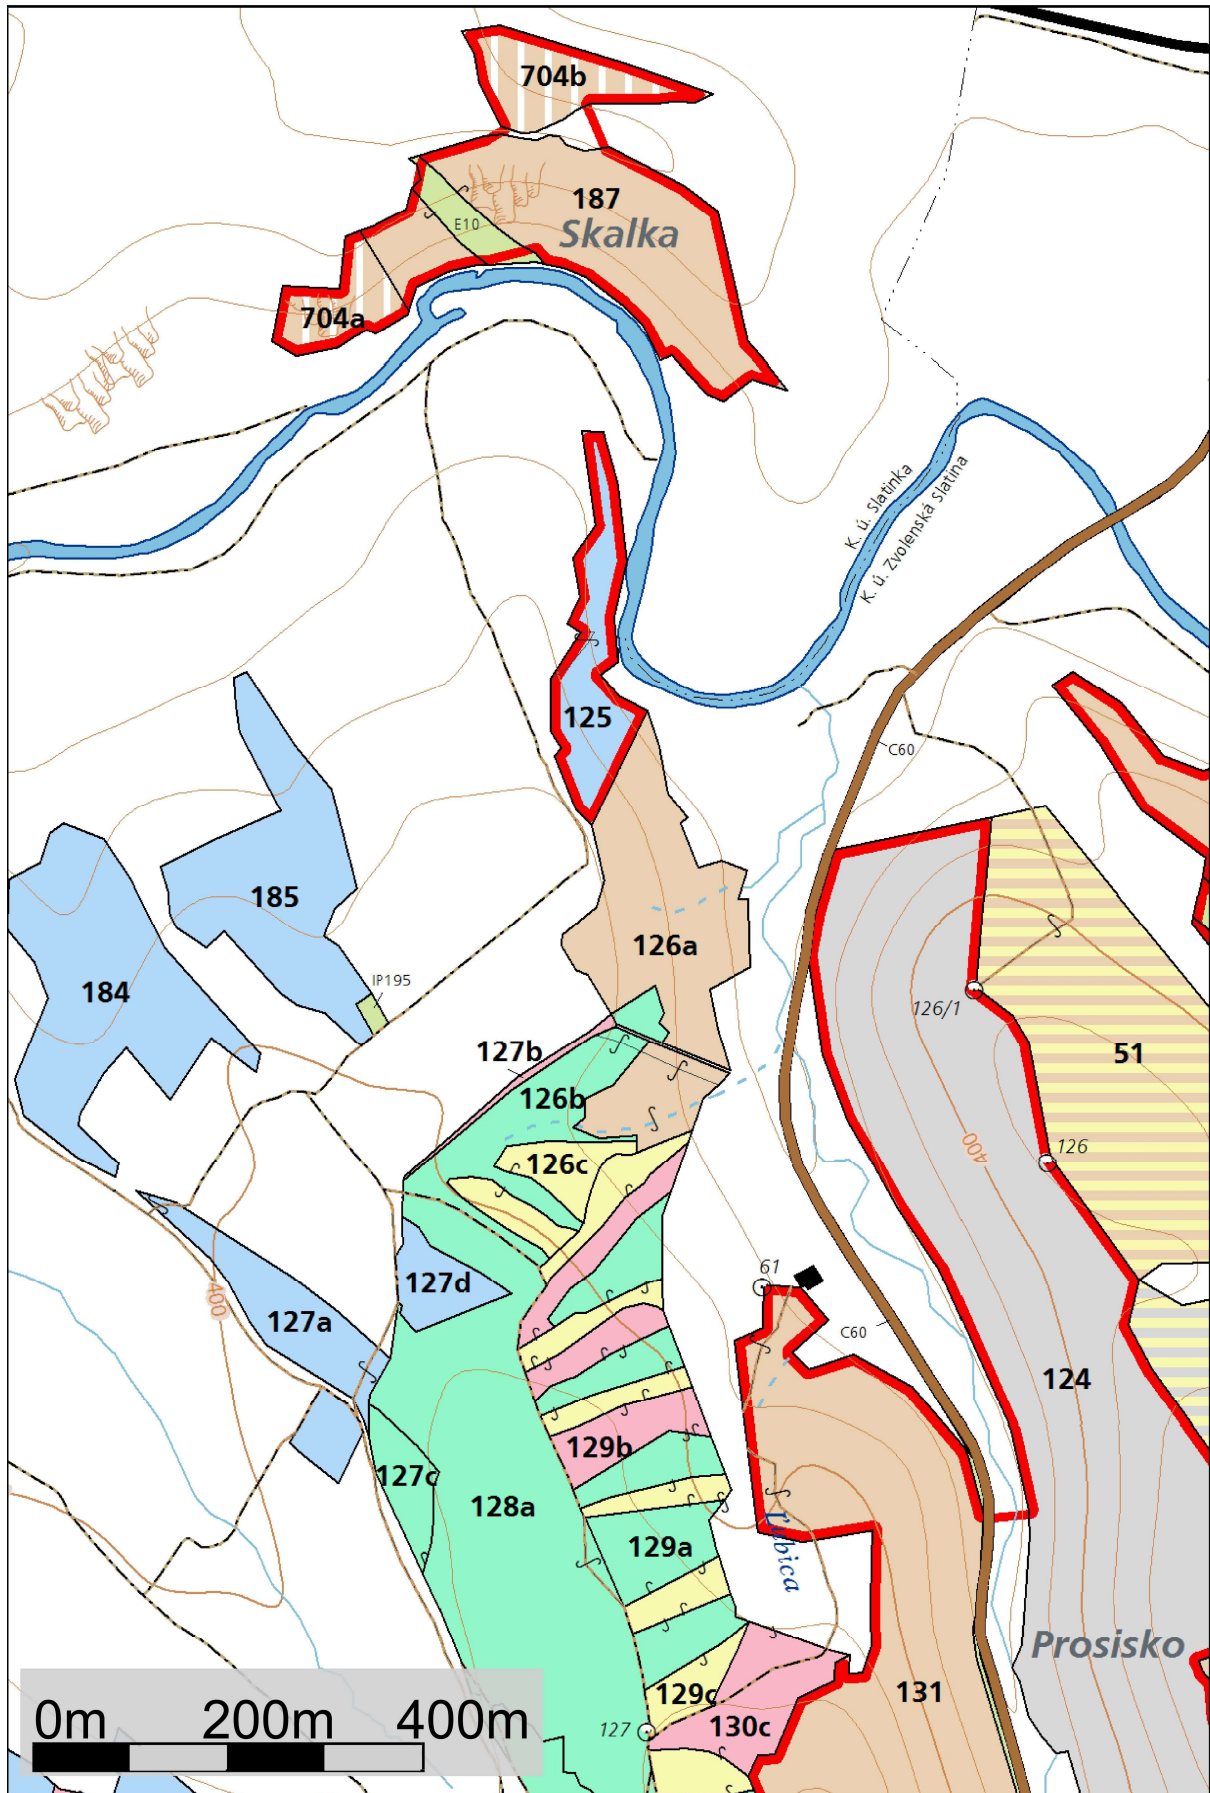 704b
187
Skalka
E10
704a
K. ú. Slatinka
K. ú. Zvolenská Slatina
125
C60
185
126a
184
IP195
126/1
51
127b
126b
126
126c
400
61
127d
400
127a
C60
124
129b
127c
128a
129a
Ľubica
Prosisko
129c
131
130c
127
0m 200m 400m